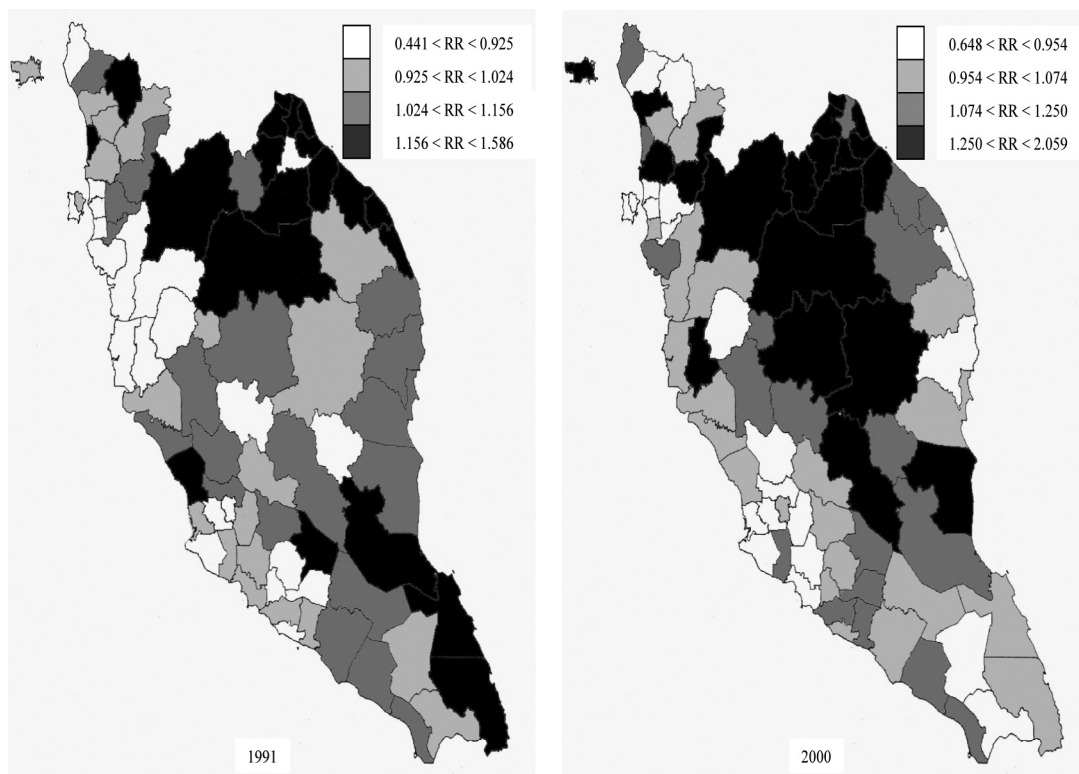 0.441 < RR < 0.925
0.925 < RR < 1.024
1.024 < RR < 1.156
1.156 < RR < 1.586
1991
0.648 < RR < 0.954
0.954 < RR < 1.074
1.074 < RR < 1.250
1.250 < RR < 2.059
2000